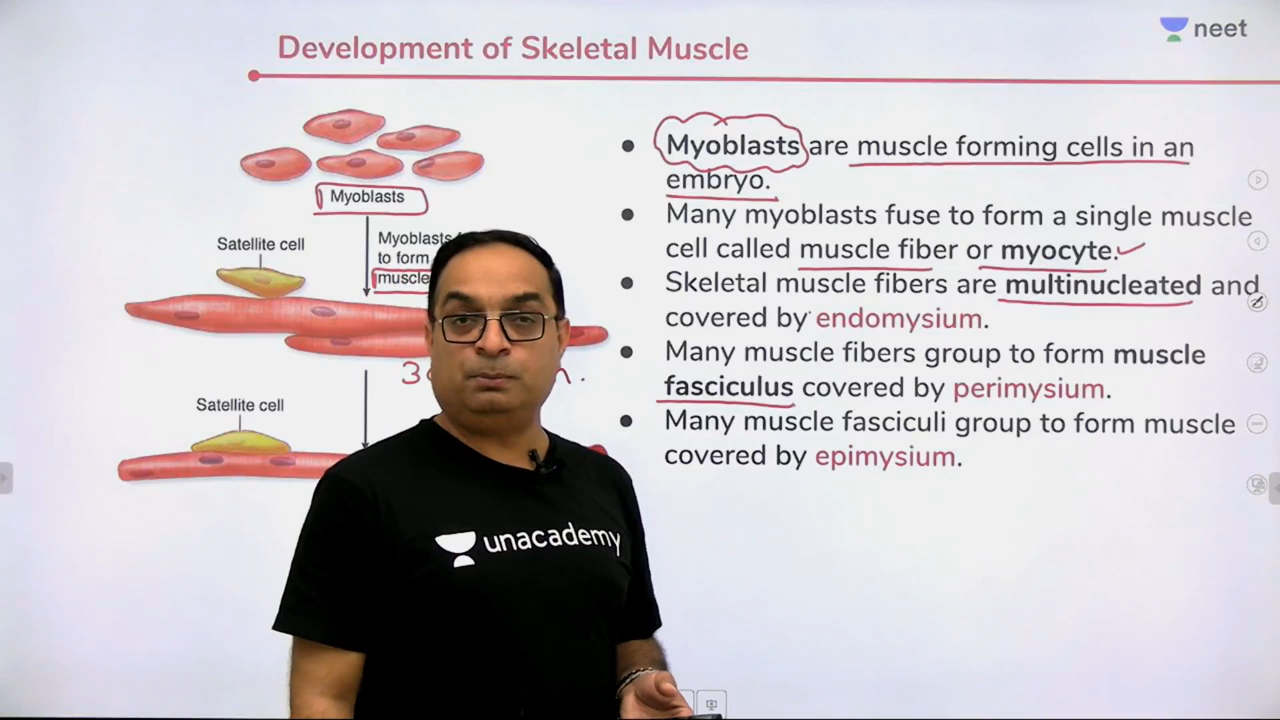 Development of Skeletal Muscle
neet
Myoblasts
Satellite cell
Myoblasts
to form
muscle
Satellite cell
Myoblasts are muscle forming cells in an
embryo.
Many myoblasts fuse to form a single muscle
cell called muscle fiber or myocyte.
Skeletal muscle fibers are multinucleated and
covered by endomysium.
Many muscle fibers group to form muscle
fasciculus covered by perimysium.
Many muscle fasciculi group to form muscle
covered by epimysium.
unacademy